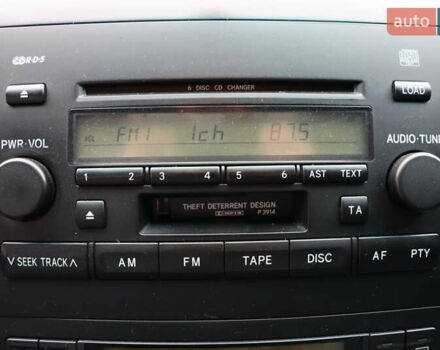 auto
R·D·S
6 DISC CD CHANGER
LOAD
VOL FM1 1ch 87.5
PWR·VOL
AUDIO·TUNE
1 2 3 4 5 6 AST TEXT
THEFT DETERRENT DESIGN
P3914
TA
SEEK TRACK
AM FM TAPE DISC AF PTY